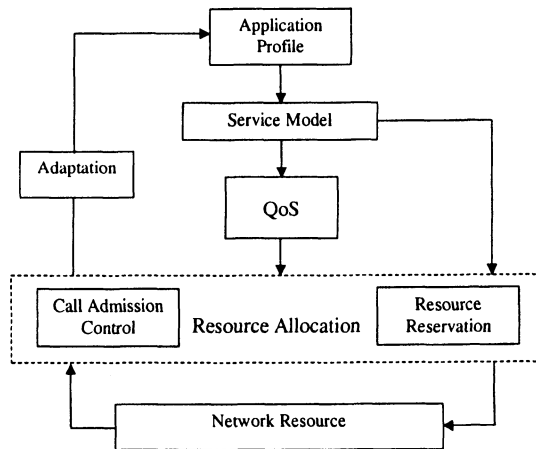 Application
Profile
Service Model
Adaptation
QoS
Call Admission
Control
Resource Allocation
Resource
Reservation
Network Resource